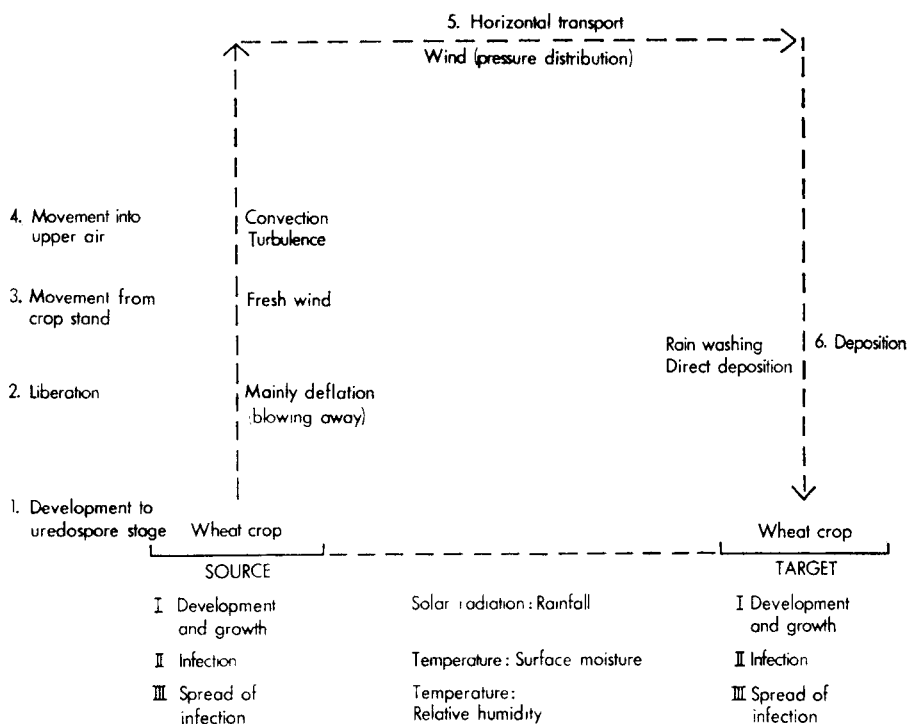 5. Horizontal transport
Wind (pressure distribution)
4. Movement into
upper air
Convection
Turbulence
3. Movement from
crop stand
Fresh wind
Rain washing
Direct deposition
6. Deposition
2. Liberation
Mainly deflation
(blowing away)
1. Development to
uredospore stage
Wheat crop
Wheat crop
SOURCE
TARGET
I Development
and growth
Solar radiation : Rainfall
I Development
and growth
II Infection
Temperature : Surface moisture
II Infection
III Spread of
infection
Temperature :
Relative humidity
III Spread of
infection